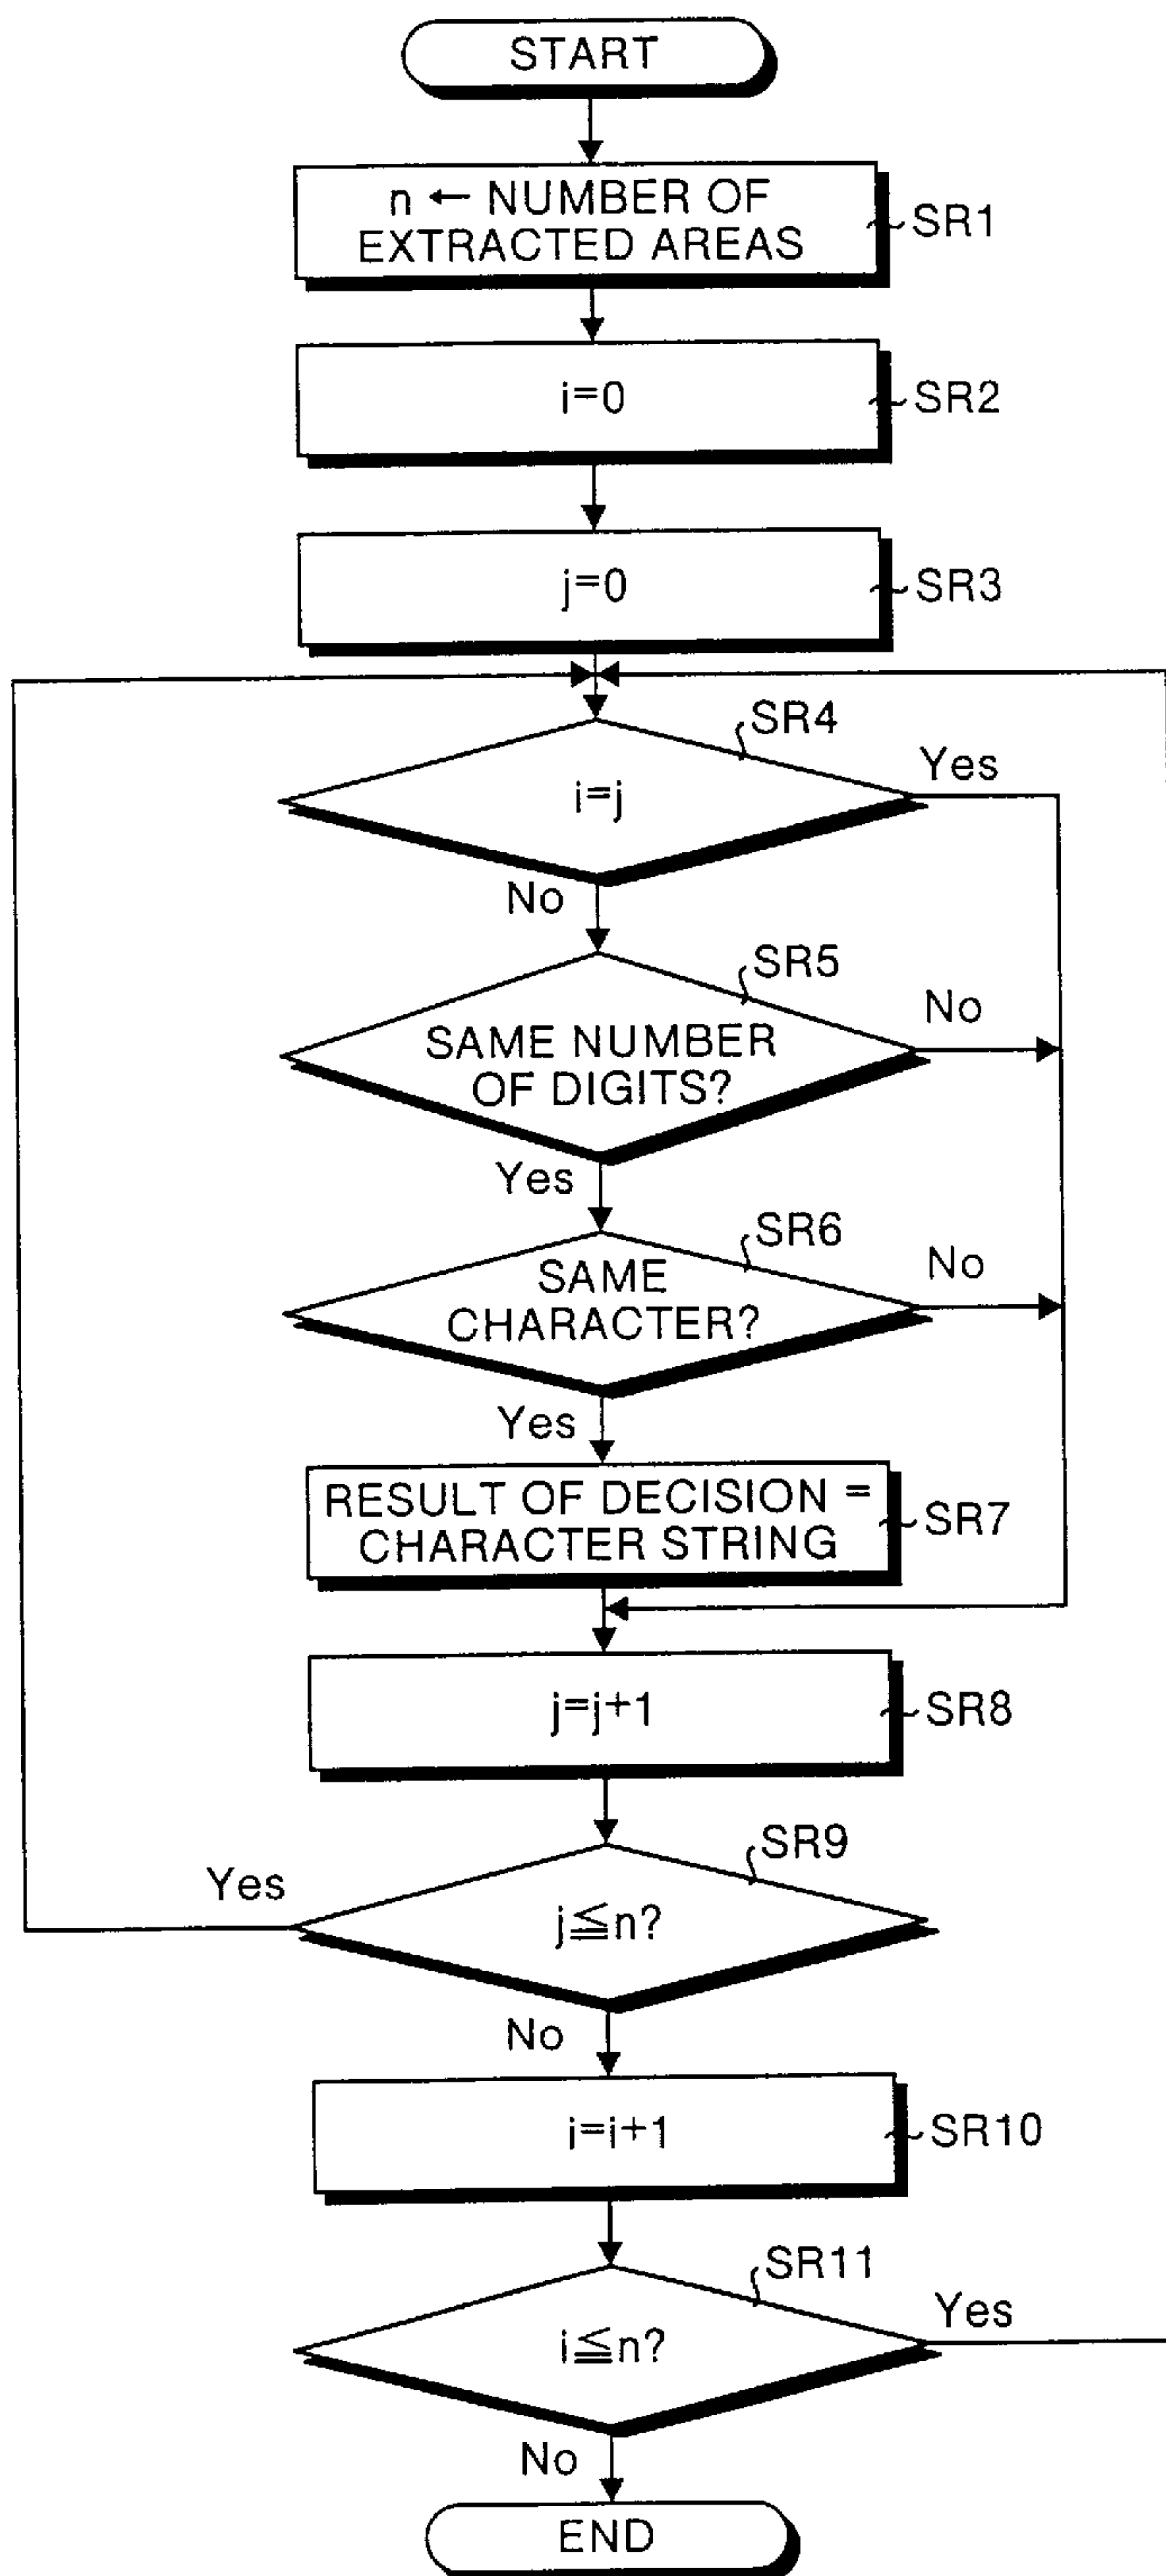 START
n ← NUMBER OF
EXTRACTED AREAS
SR1
i=0
SR2
j=0
SR3
SR4
i=j
Yes
No
SR5
SAME NUMBER
OF DIGITS?
No
Yes
SR6
SAME
CHARACTER?
No
Yes
RESULT OF DECISION =
CHARACTER STRING
SR7
j=j+1
SR8
SR9
Yes
j≦n?
No
i=i+1
SR10
SR11
i≦n?
Yes
No
END